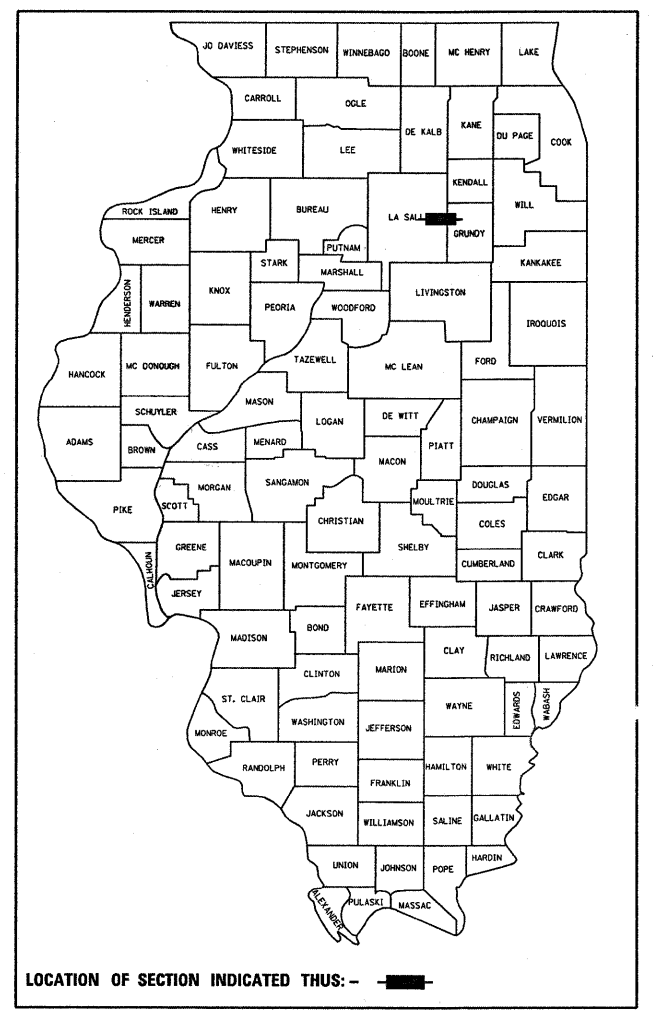 JO DAVIESS
STEPHENSON
WINNEBAGO
BOONE
MC HENRY
LAKE
CARROLL
OGLE
DE KALB
KANE
DU PAGE
COOK
WHITESIDE
LEE
KENDALL
WILL
ROCK ISLAND
HENRY
BUREAU
LA SALL
GRUNDY
MERCER
PUTNAM
STARK
MARSHALL
KANKAKEE
HENDERSON
WARREN
KNOX
PEORIA
WOODFORD
LIVINGSTON
IROQUOIS
HANCOCK
MC DONOUGH
FULTON
TAZEWELL
MC LEAN
FORD
MASON
SCHUYLER
LOGAN
DE WITT
CHAMPAIGN
VERMILION
ADAMS
BROWN
CASS
MENARD
PIATT
MACON
MORGAN
SANGAMON
DOUGLAS
EDGAR
PIKE
SCOTT
CHRISTIAN
MOULTRIE
COLES
GREENE
MACOUPIN
MONTGOMERY
SHELBY
CUMBERLAND
CLARK
CALHOUN
JERSEY
FAYETTE
EFFINGHAM
JASPER
CRAWFORD
MADISON
BOND
CLINTON
MARION
CLAY
RICHLAND
LAWRENCE
ST. CLAIR
WASHINGTON
JEFFERSON
WAYNE
EDWARDS
WABASH
MONROE
RANDOLPH
PERRY
HAMILTON
WHITE
FRANKLIN
JACKSON
WILLIAMSON
SALINE
GALLATIN
UNION
JOHNSON
POPE
HARDIN
ALEXANDER
PULASKI
MASSAC
LOCATION OF SECTION INDICATED THUS: -